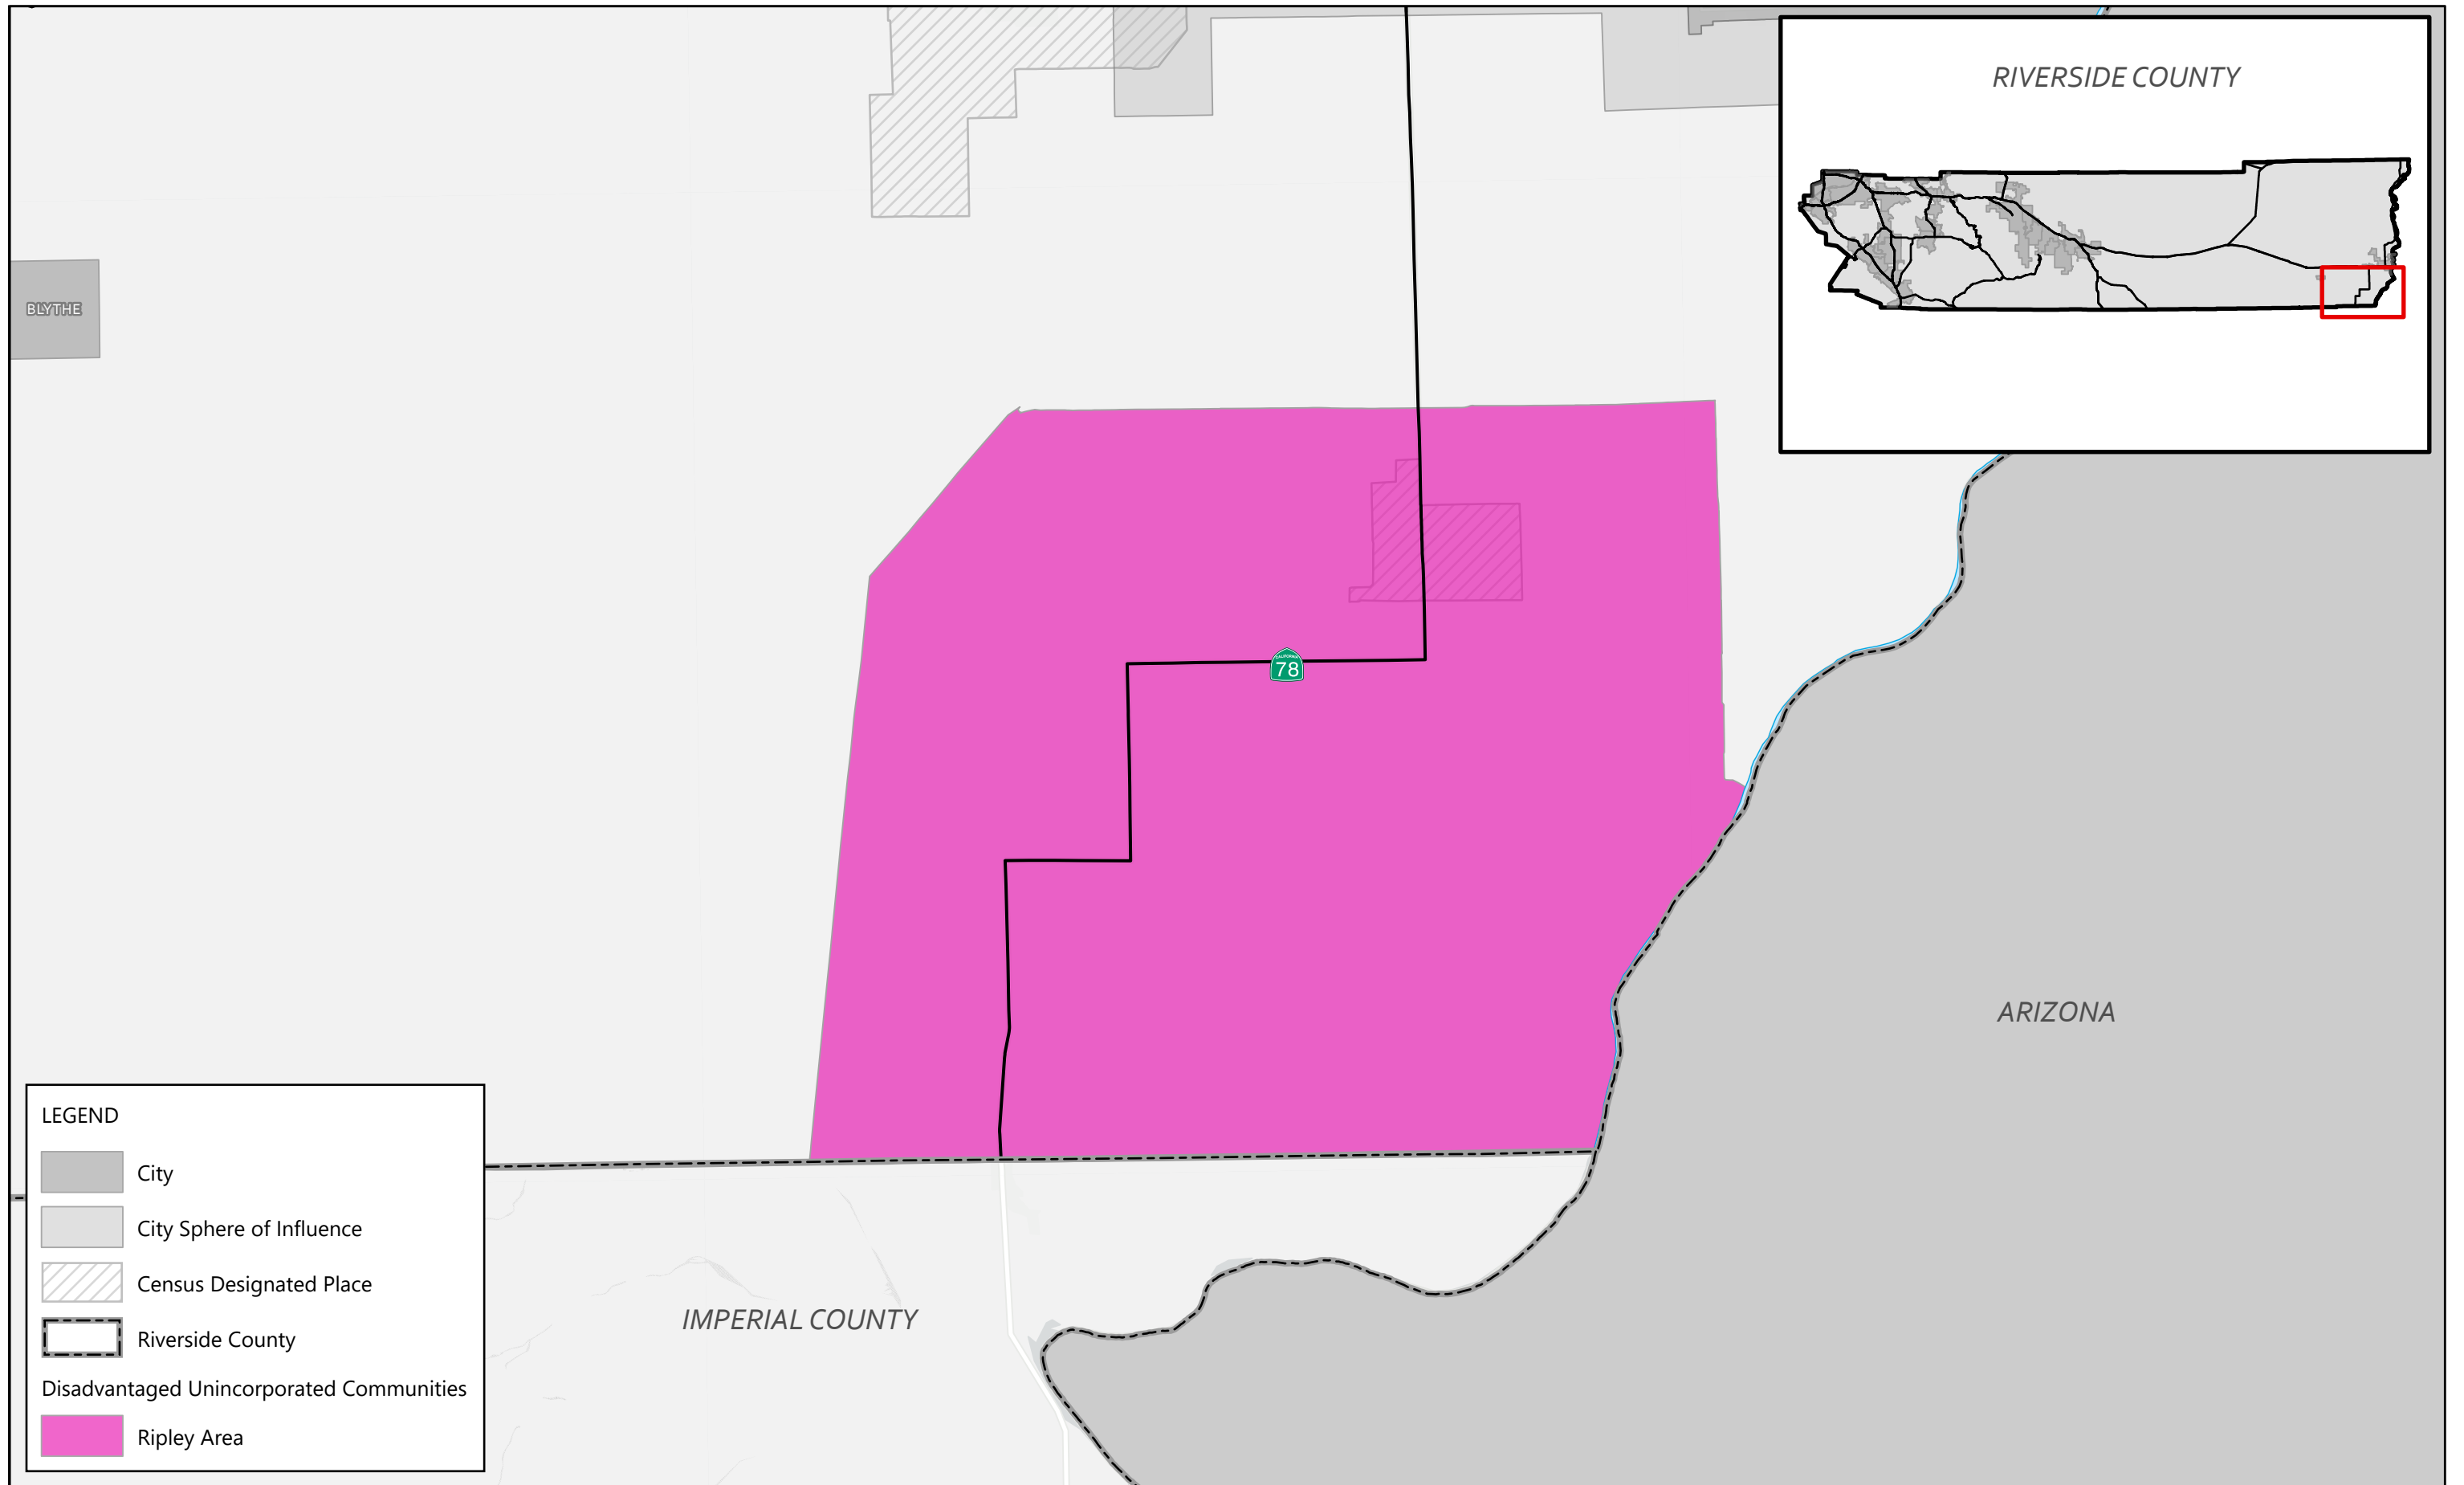 RIVERSIDE COUNTY
BLYTHE
CALIFORNIA
78
ARIZONA
IMPERIAL COUNTY
LEGEND
City
City Sphere of Influence
Census Designated Place
Riverside County
Disadvantaged Unincorporated Communities
Ripley Area